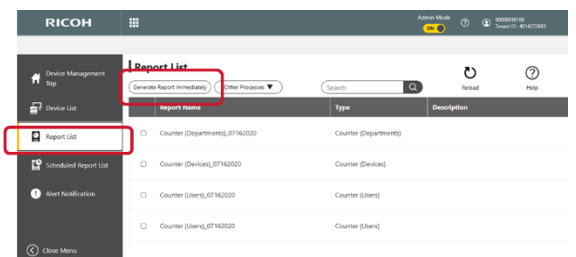 RICOH
Admin Mode
ON
0000010106
Tenant ID : 4014273043
Device Management
Top
Device List
Report List
Scheduled Report List
Alert Notification
Close Menu
Report List
Generate Report Immediately
Other Processes ▼
Search
Reload
Help
Report Name
Type
Description
Counter (Departments)_07162020
Counter (Departments)
Counter (Devices)_07162020
Counter (Devices)
Counter (Users)_07162020
Counter (Users)
Counter (Users)_07162020
Counter (Users)